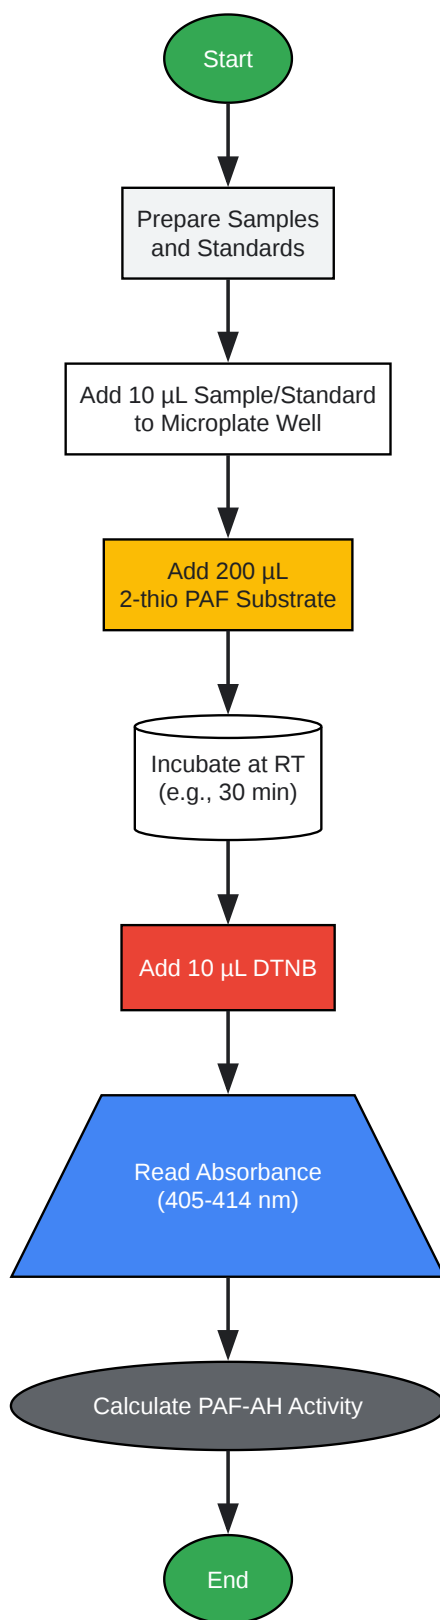 Start
Prepare Samples
and Standards
Add 10 µL Sample/Standard
to Microplate Well
Add 200 µL
2-thio PAF Substrate
Incubate at RT
(e.g., 30 min)
Add 10 µL DTNB
Read Absorbance
(405-414 nm)
Calculate PAF-AH Activity
End